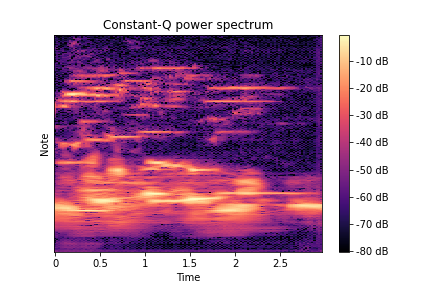 Constant-Q power spectrum
Note
-10 dB
-20 dB
-30 dB
-40 dB
-50 dB
-60 dB
-70 dB
-80 dB
0 0.5 1 1.5 2 2.5
Time